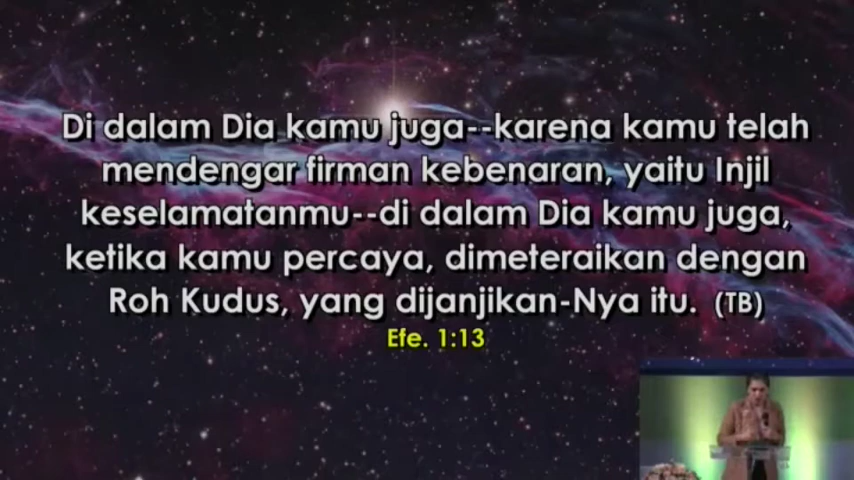 Di dalam Dia kamu juga--karena kamu telah
mendengar firman kebenaran, yaitu Injil
keselamatanmu--di dalam Dia kamu juga,
ketika kamu percaya, dimeteraikan dengan
Roh Kudus, yang dijanjikan-Nya itu. (TB)
Efe. 1:13